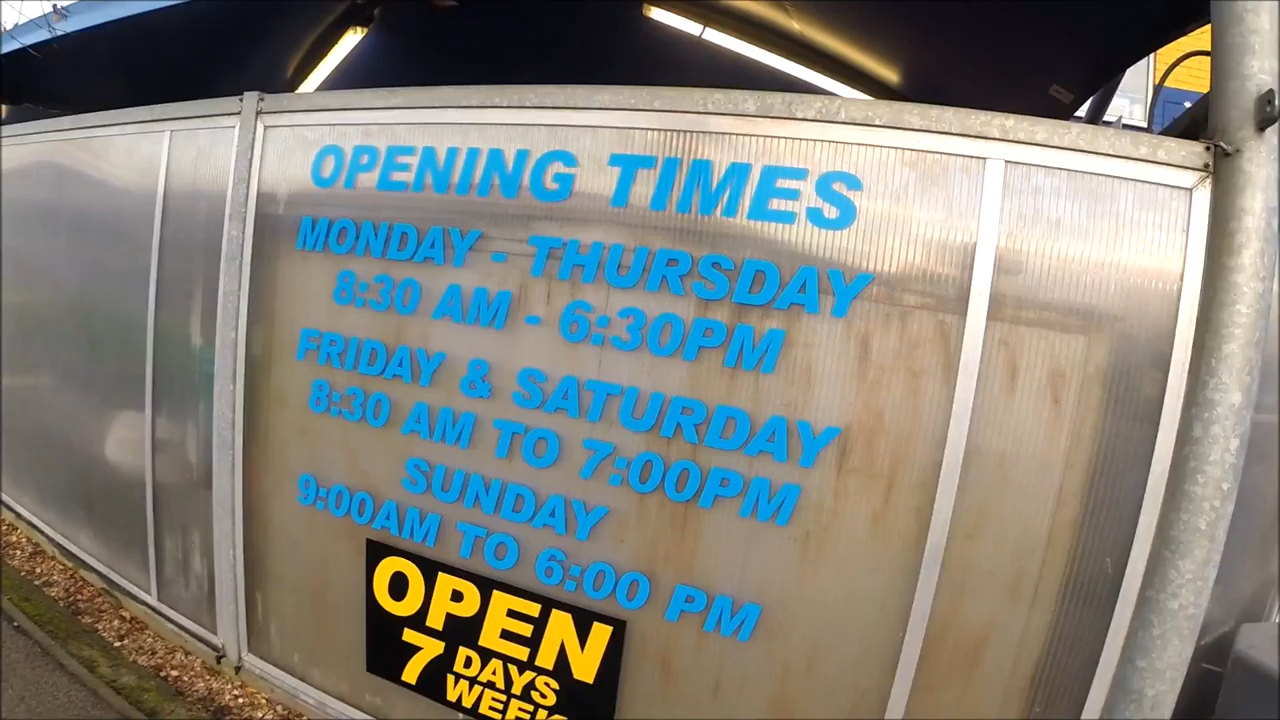 OPENING TIMES
MONDAY - THURSDAY
8:30 AM - 6:30PM
FRIDAY & SATURDAY
8:30 AM TO 7:00PM
SUNDAY
9:00AM TO 6:00 PM
OPEN
7 DAYS
WEEK